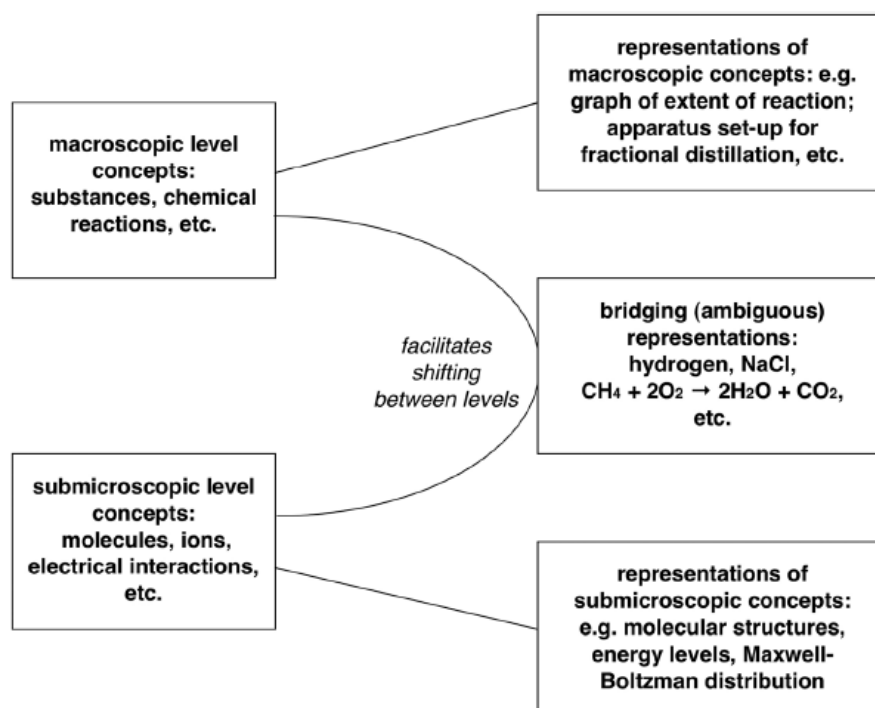 macroscopic level
concepts:
substances, chemical
reactions, etc.
representations of
macroscopic concepts: e.g.
graph of extent of reaction;
apparatus set-up for
fractional distillation, etc.
facilitates
shifting
between levels
bridging (ambiguous)
representations:
hydrogen, NaCl,
CH₄ + 2O₂ → 2H₂O + CO₂,
etc.
submicroscopic level
concepts:
molecules, ions,
electrical interactions,
etc.
representations of
submicroscopic concepts:
e.g. molecular structures,
energy levels, Maxwell-
Boltzman distribution